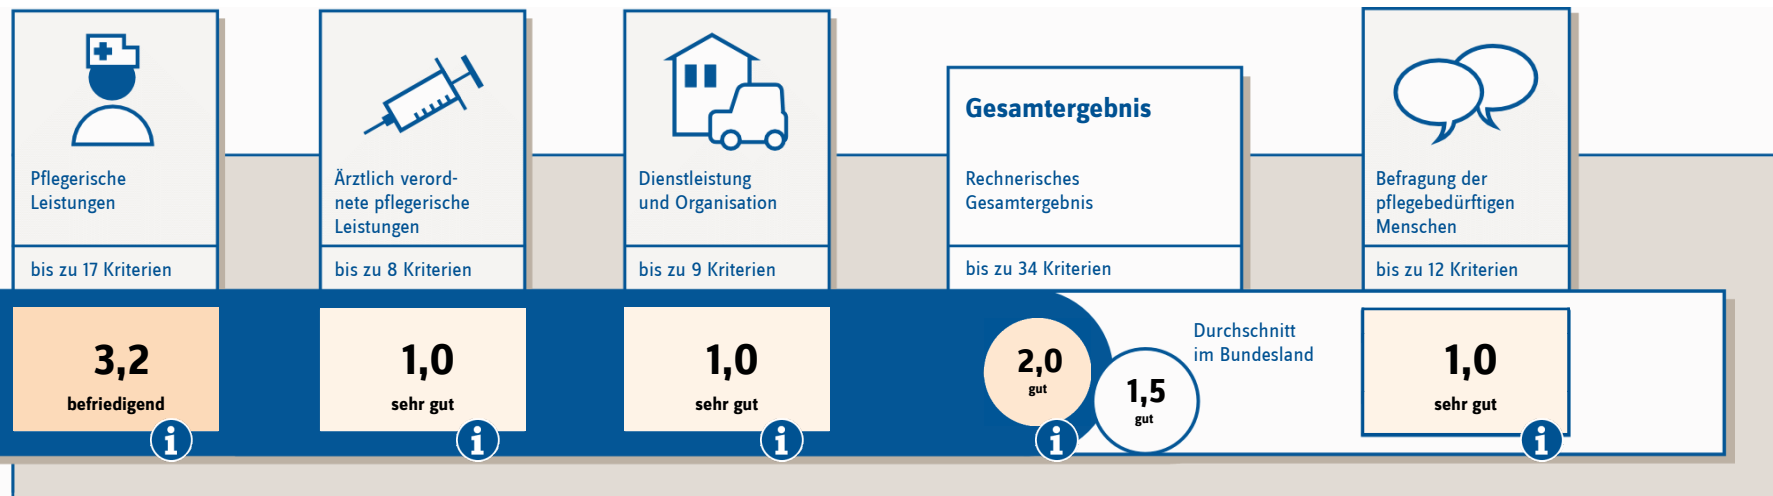 Pflegerische
Leistungen
bis zu 17 Kriterien
3,2
befriedigend
i
Ärztlich verord-
nete pflegerische
Leistungen
bis zu 8 Kriterien
1,0
sehr gut
i
Dienstleistung
und Organisation
bis zu 9 Kriterien
1,0
sehr gut
i
Gesamtergebnis
Rechnerisches
Gesamtergebnis
bis zu 34 Kriterien
2,0
gut
i
1,5
gut
Durchschnitt
im Bundesland
Befragung der
pflegebedürftigen
Menschen
bis zu 12 Kriterien
1,0
sehr gut
i